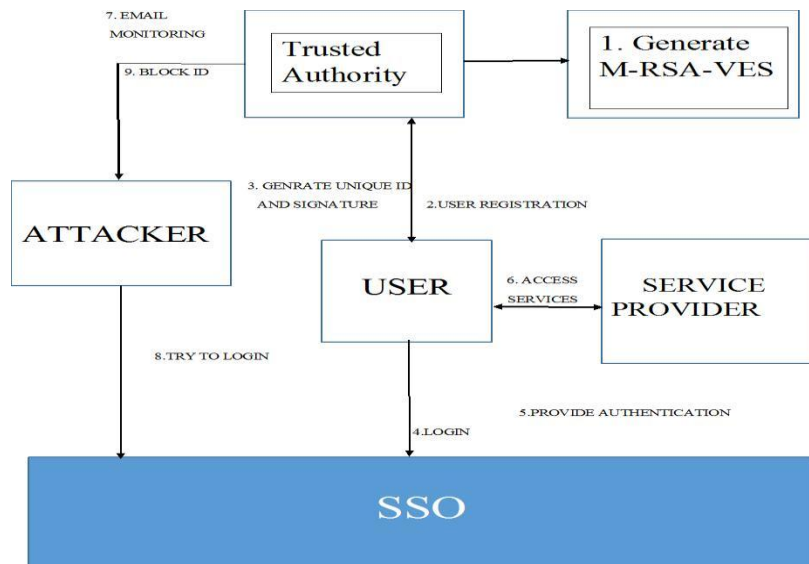 7. EMAIL
MONITORING
9. BLOCK ID
Trusted
Authority
1. Generate
M-RSA-VES
3. GENRATE UNIQUE ID
AND SIGNATURE
2.USER REGISTRATION
ATTACKER
USER
6. ACCESS
SERVICES
SERVICE
PROVIDER
8.TRY TO LOGIN
5.PROVIDE AUTHENTICATION
4.LOGIN
SSO